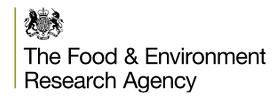 The Food & Environment
Research Agency